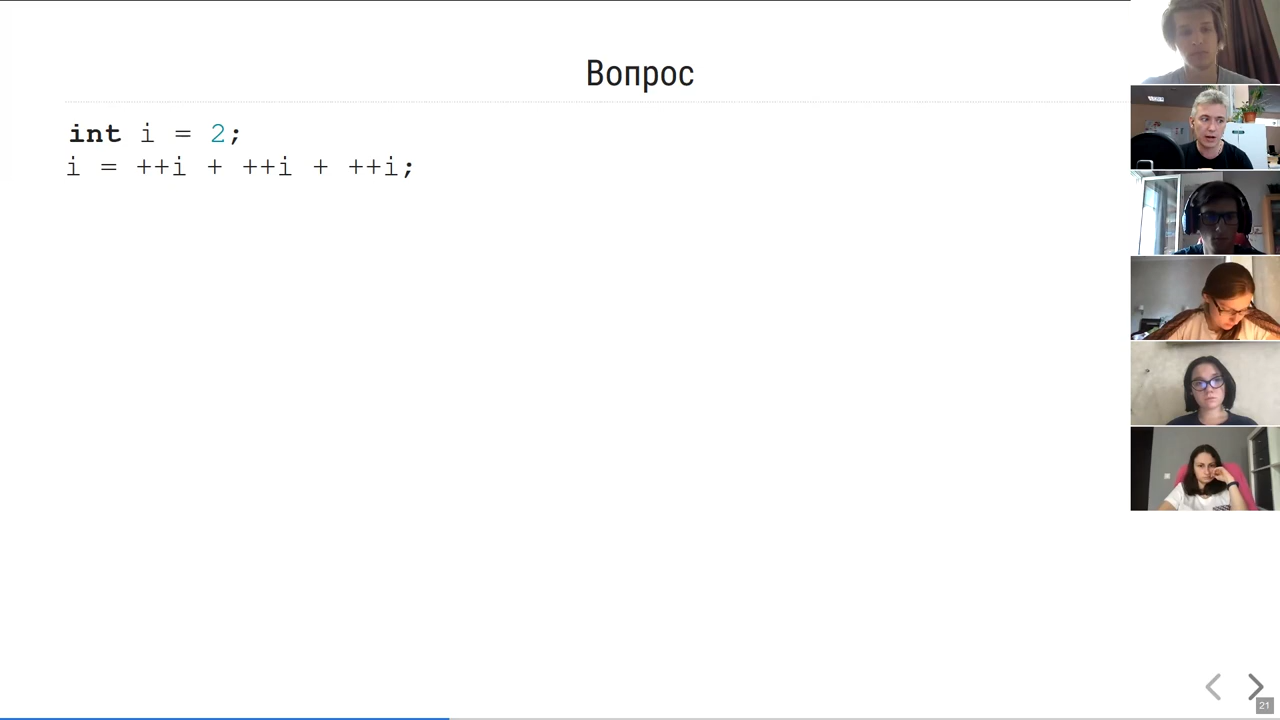 Вопрос
int i = 2;
i = ++i + ++i + ++i;
21